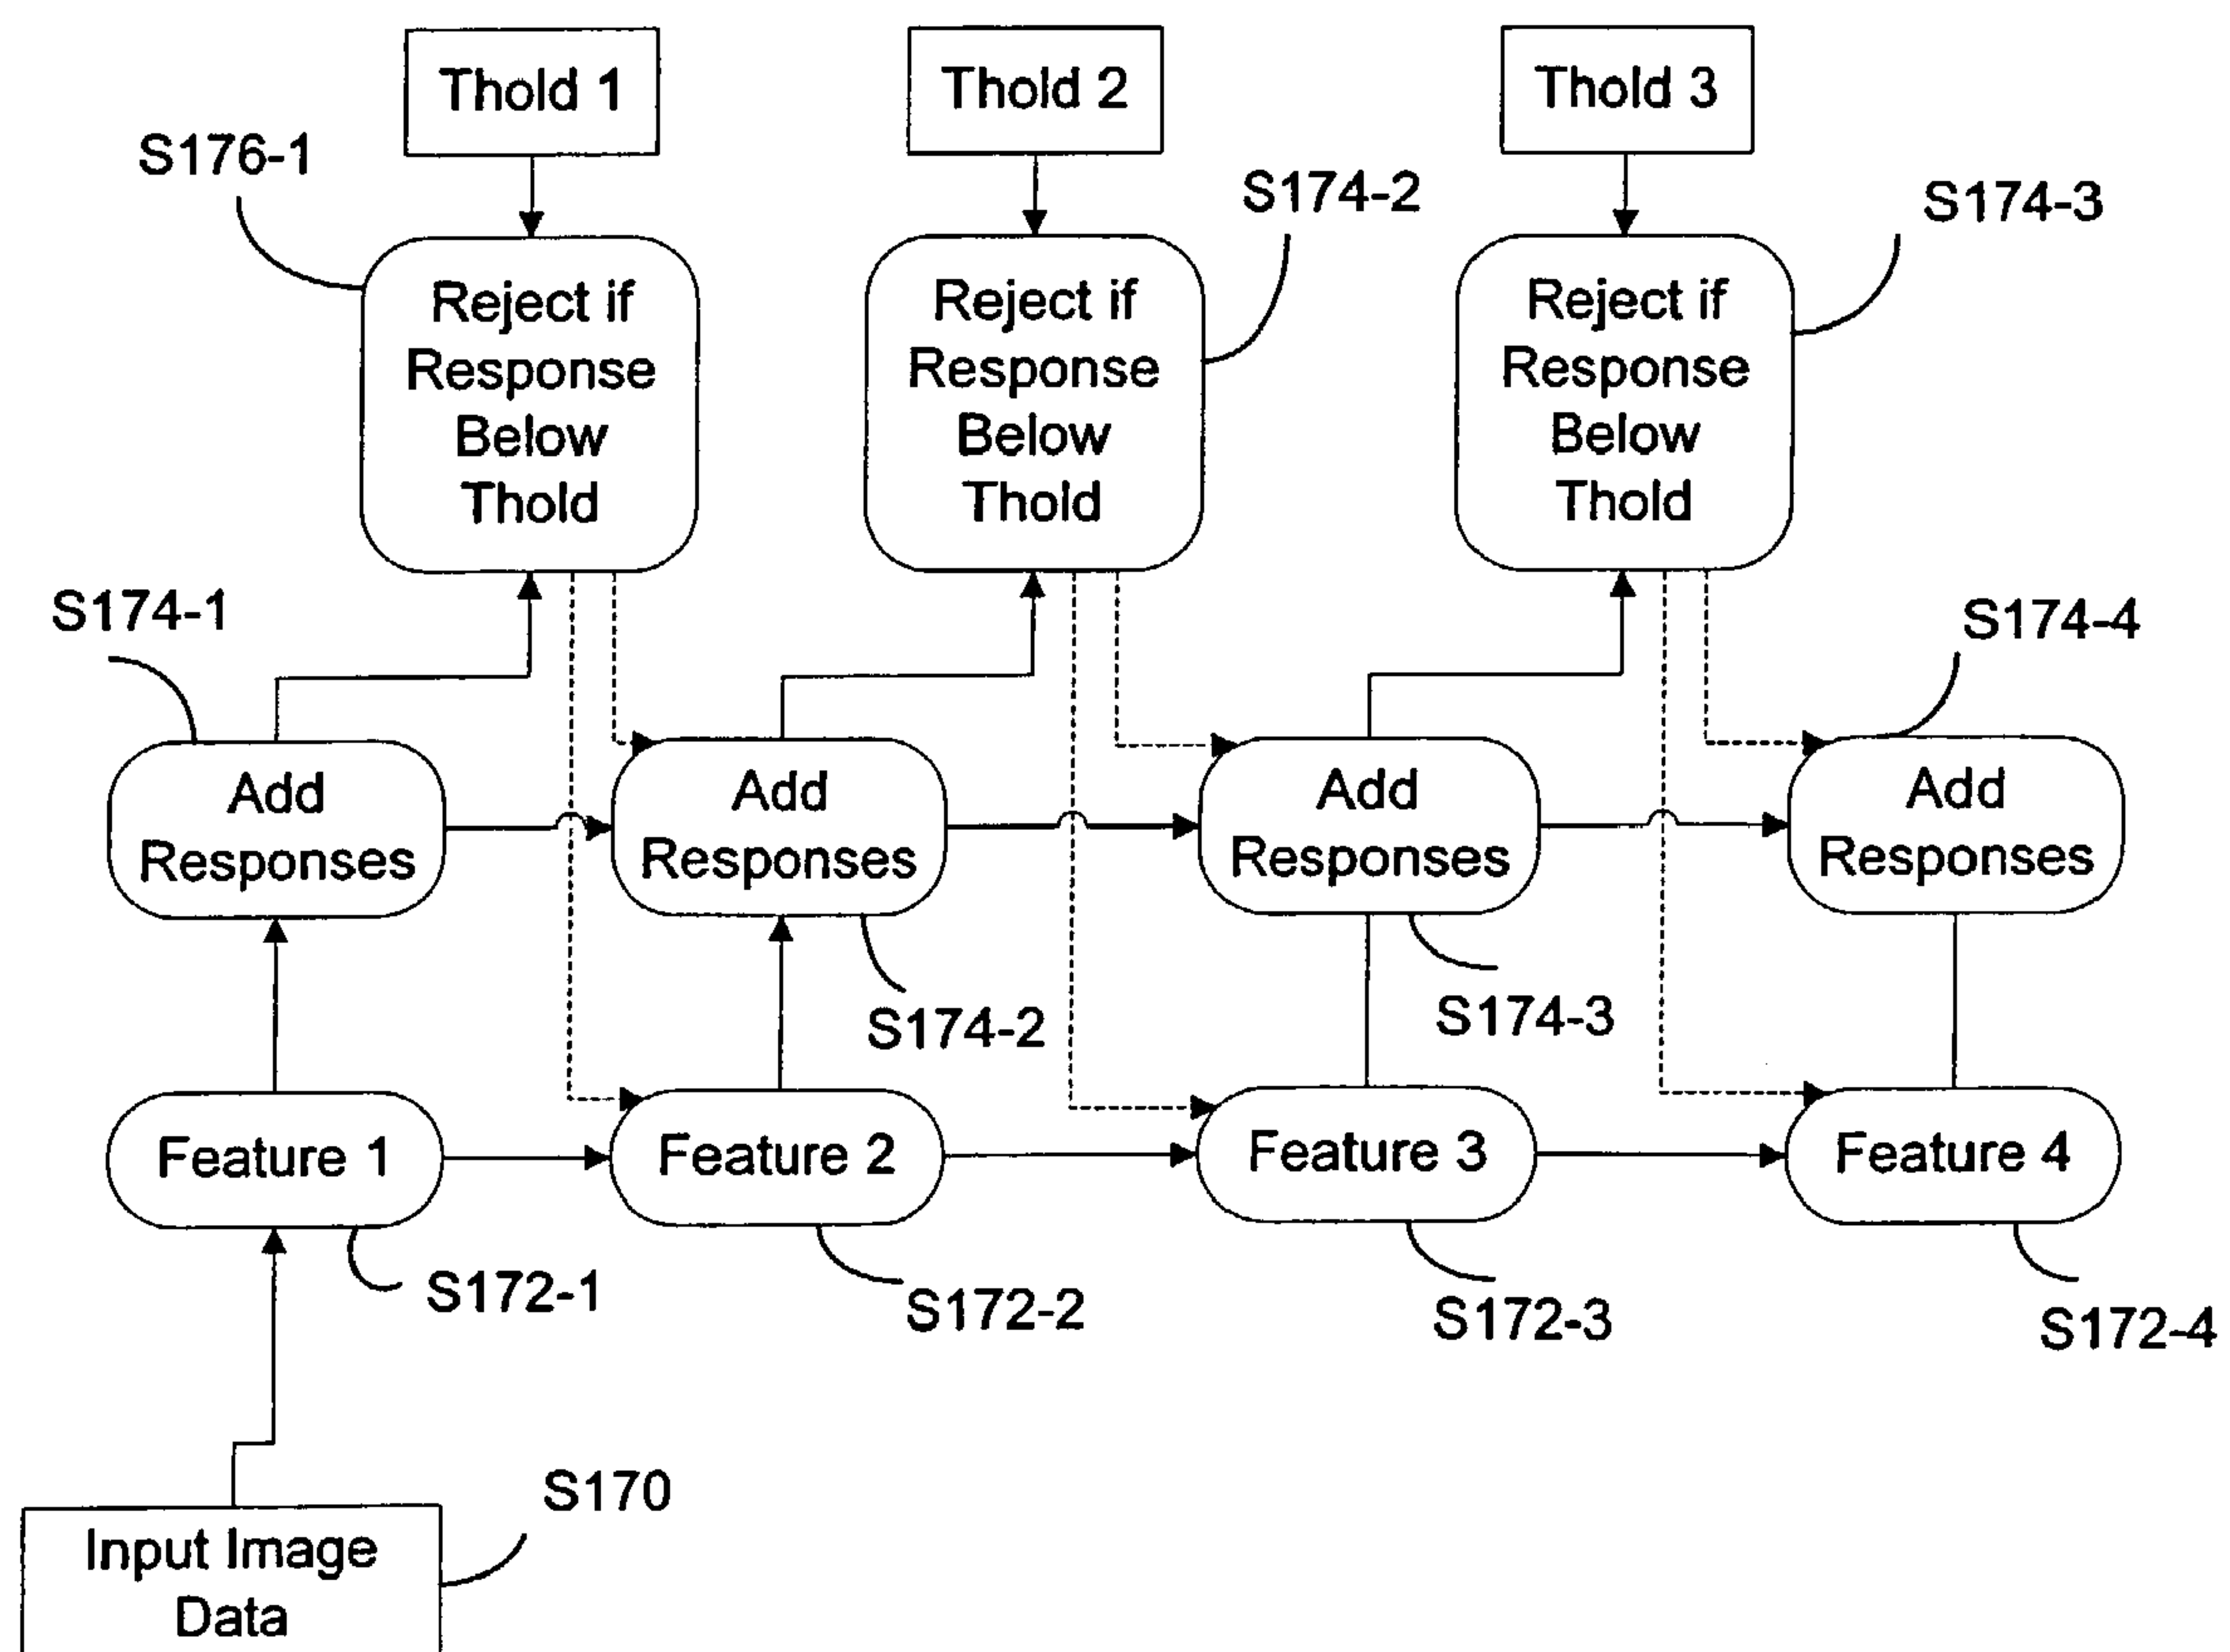 Thold 1
Thold 2
Thold 3
S176-1
S174-2
S174-3
Reject if
Response
Below
Thold
Reject if
Response
Below
Thold
Reject if
Response
Below
Thold
S174-1
S174-4
Add
Responses
Add
Responses
Add
Responses
Add
Responses
S174-2
S174-3
Feature 1
Feature 2
Feature 3
Feature 4
S172-1
S172-2
S172-3
S172-4
S170
Input Image
Data